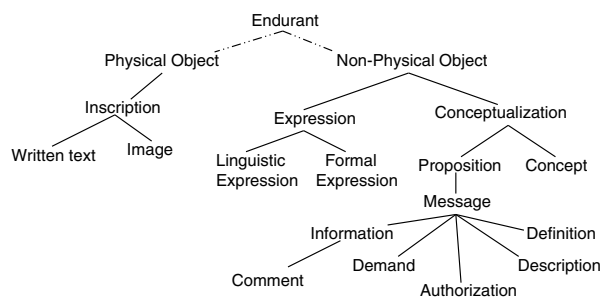 Endurant
Physical Object
Non-Physical Object
Inscription
Expression
Conceptualization
Written text
Image
Linguistic
Expression
Formal
Expression
Proposition
Concept
Message
Information
Definition
Comment
Demand
Description
Authorization